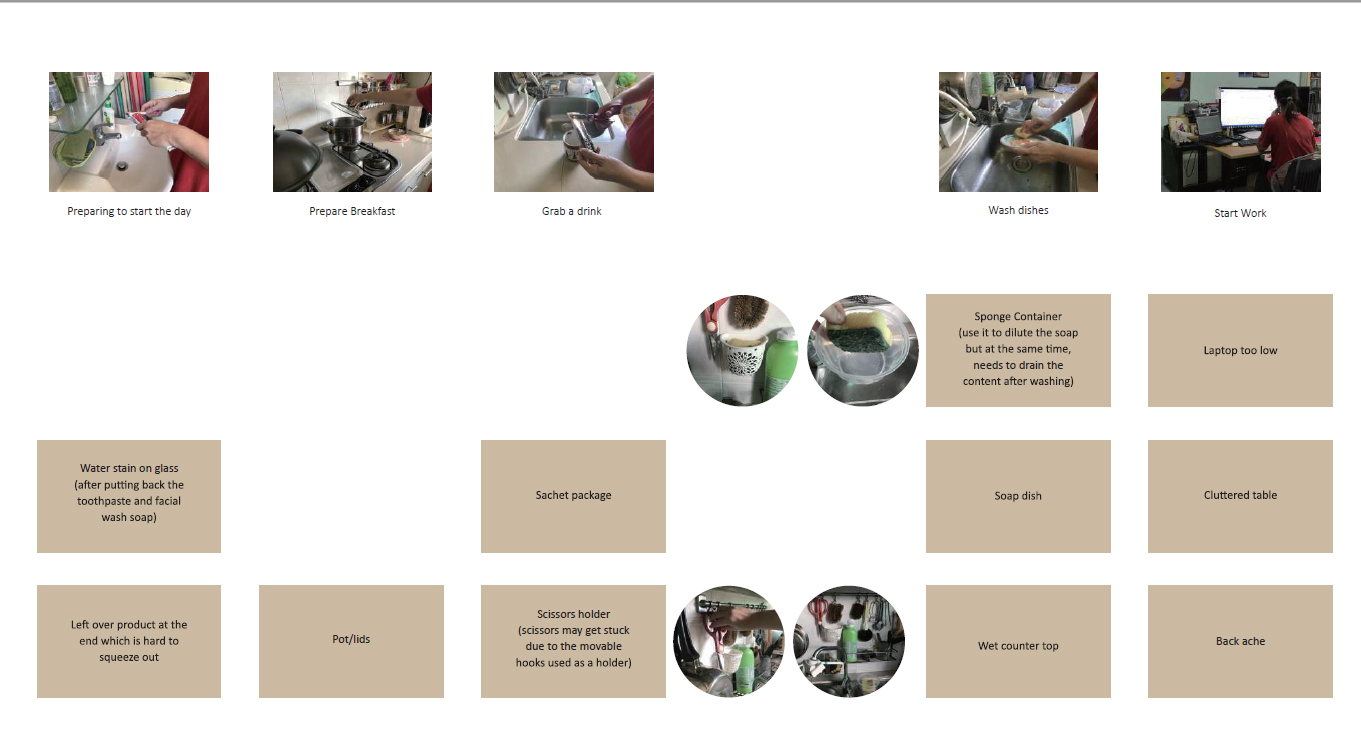 Preparing to start the day
Prepare Breakfast
Grab a drink
Wash dishes
Start Work
Sponge Container
(use it to dilute the soap
but at the same time,
needs to drain the
content after washing)
Laptop too low
Water stain on glass
(after putting back the
toothpaste and facial
wash soap)
Sachet package
Soap dish
Cluttered table
Left over product at the
end which is hard to
squeeze out
Pot/lids
Scissors holder
(scissors may get stuck
due to the movable
hooks used as a holder)
Wet counter top
Back ache